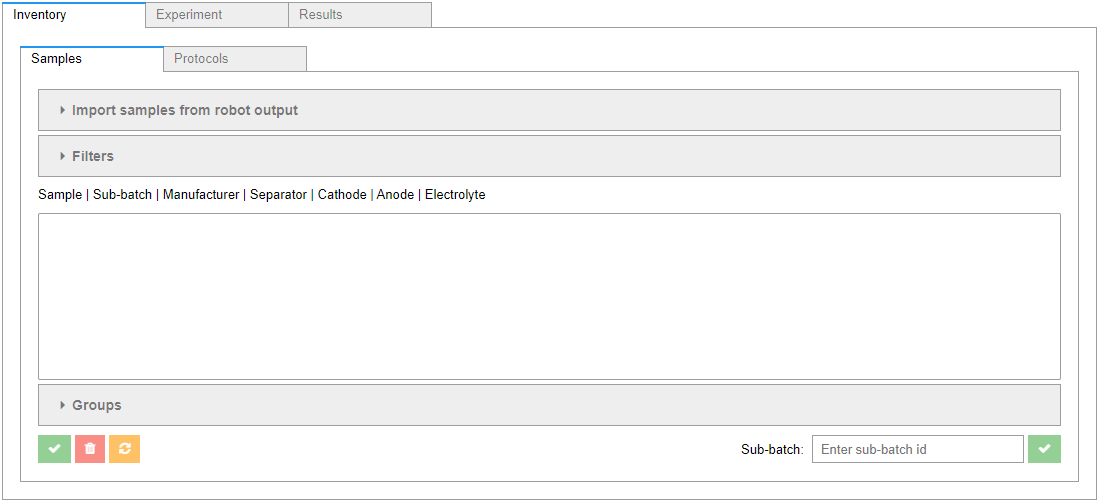 Inventory Experiment Results
Samples Protocols
Import samples from robot output
Filters
Sample | Sub-batch | Manufacturer | Separator | Cathode | Anode | Electrolyte
Groups
Sub-batch: Enter sub-batch id